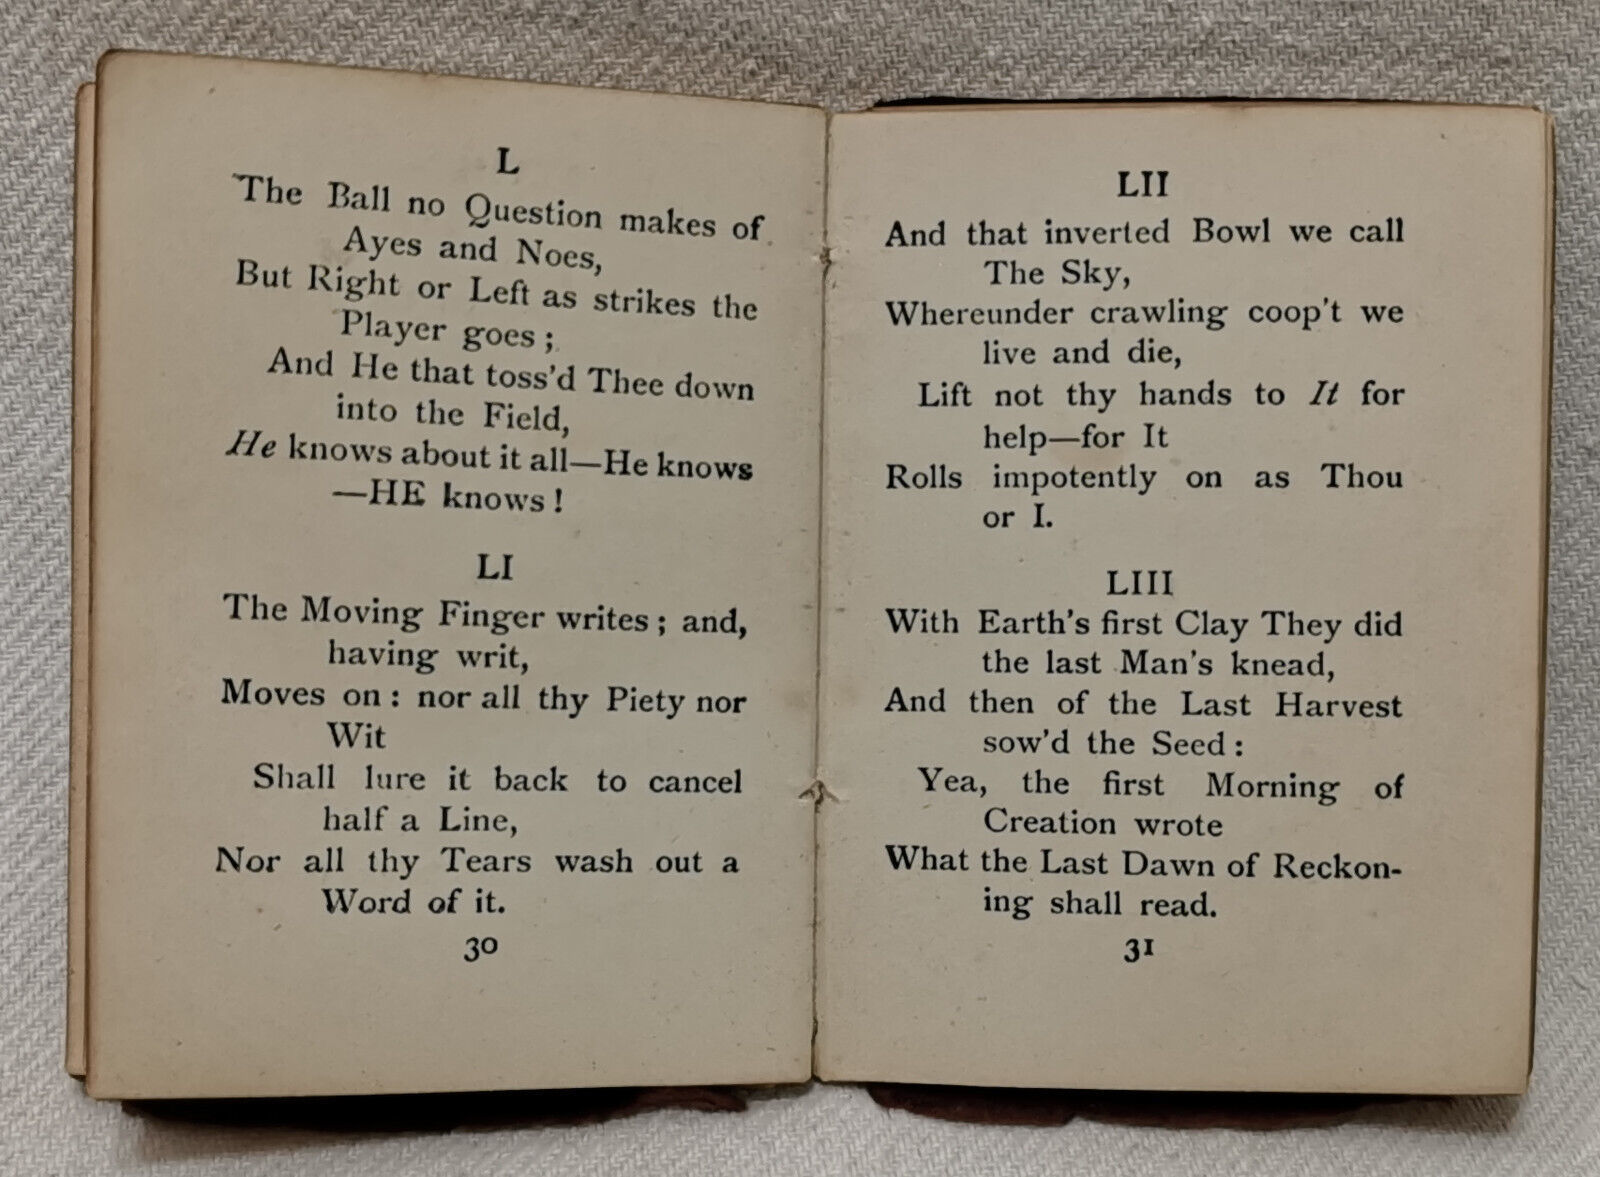 L
The Ball no Question makes of
Ayes and Noes,
But Right or Left as strikes the
Player goes ;
And He that toss'd Thee down
into the Field,
He knows about it all—He knows
—HE knows !
LI
The Moving Finger writes ; and,
having writ,
Moves on : nor all thy Piety nor
Wit
Shall lure it back to cancel
half a Line,
Nor all thy Tears wash out a
Word of it.
30
LII
And that inverted Bowl we call
The Sky,
Whereunder crawling coop't we
live and die,
Lift not thy hands to It for
help—for It
Rolls impotently on as Thou
or I.
LIII
With Earth's first Clay They did
the last Man's knead,
And then of the Last Harvest
sow'd the Seed :
Yea, the first Morning of
Creation wrote
What the Last Dawn of Reckon-
ing shall read.
31